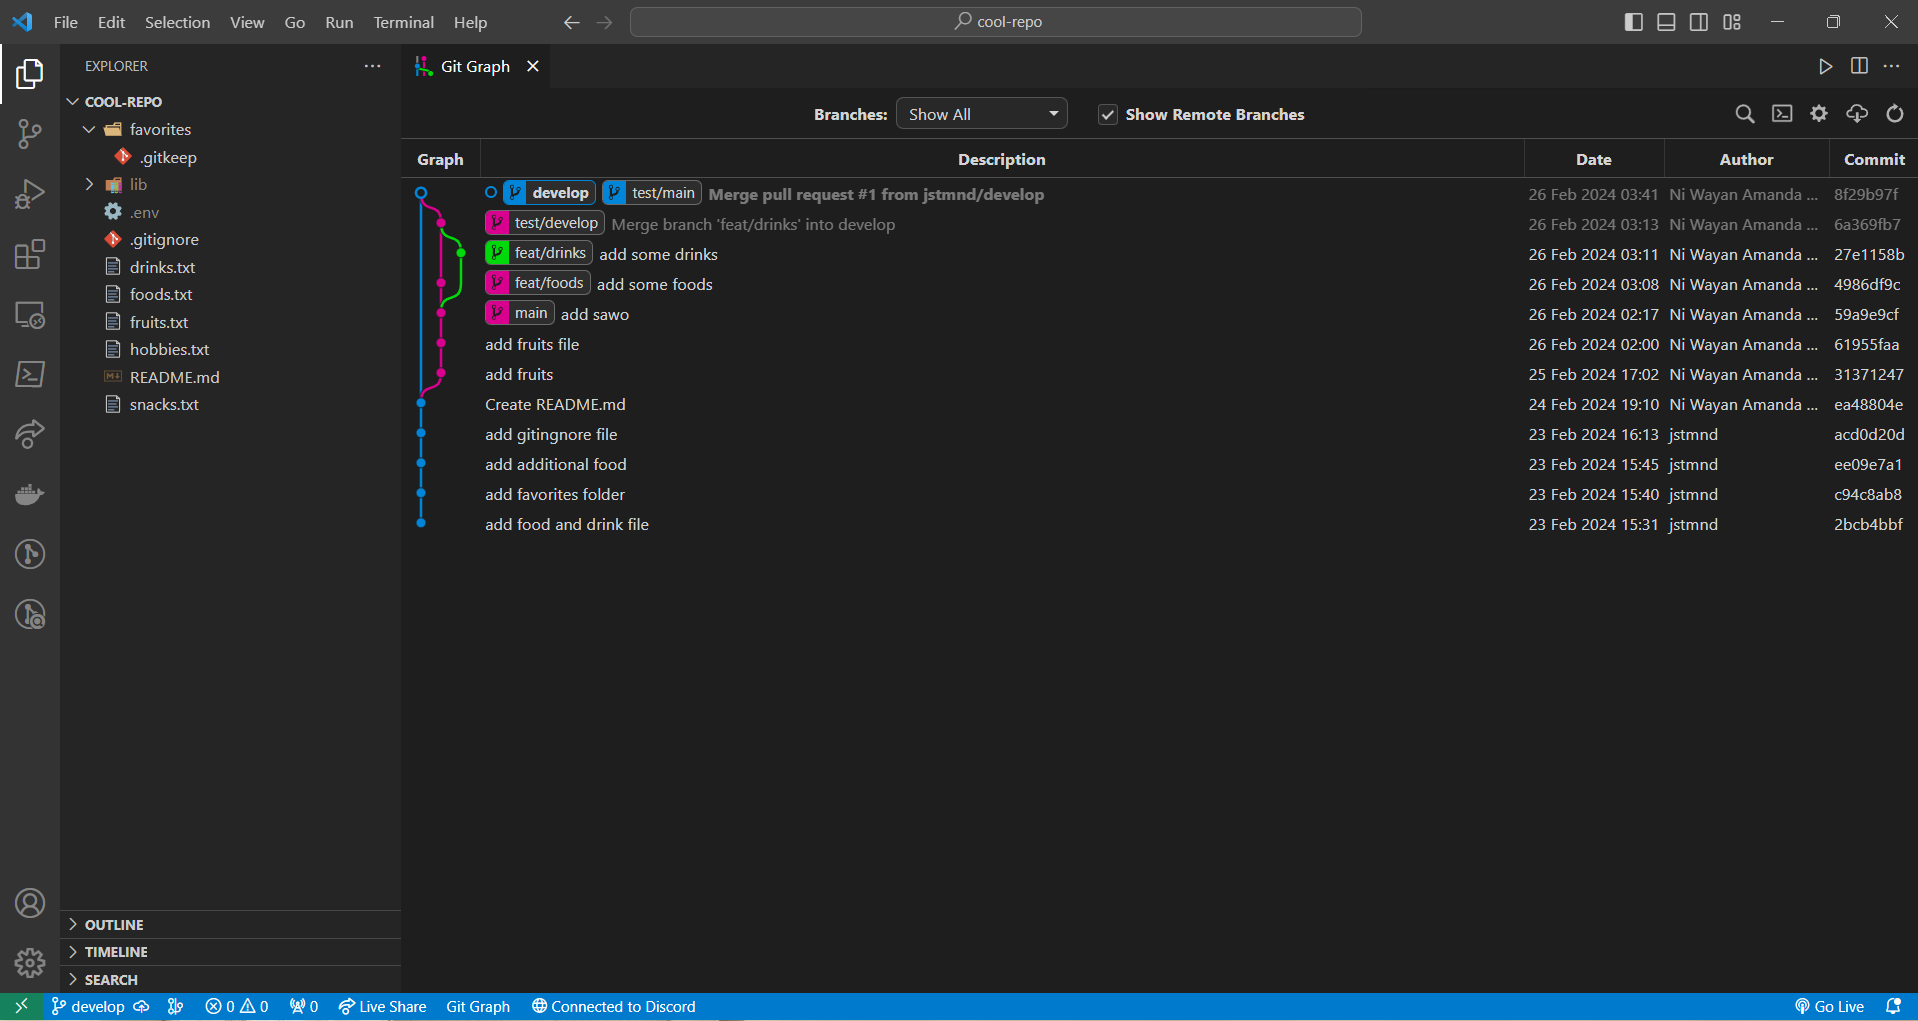 File Edit Selection View Go Run Terminal Help
cool-repo
EXPLORER
Git Graph
COOL-REPO
favorites
.gitkeep
lib
.env
.gitignore
drinks.txt
foods.txt
fruits.txt
hobbies.txt
README.md
snacks.txt
OUTLINE
TIMELINE
SEARCH
Branches: Show All Show Remote Branches
Graph Description Date Author Commit
develop test/main Merge pull request #1 from jstmnd/develop 26 Feb 2024 03:41 Ni Wayan Amanda ... 8f29b97f
test/develop Merge branch 'feat/drinks' into develop 26 Feb 2024 03:13 Ni Wayan Amanda ... 6a369fb7
feat/drinks add some drinks 26 Feb 2024 03:11 Ni Wayan Amanda ... 27e1158b
feat/foods add some foods 26 Feb 2024 03:08 Ni Wayan Amanda ... 4986df9c
main add sawo 26 Feb 2024 02:17 Ni Wayan Amanda ... 59a9e9cf
add fruits file 26 Feb 2024 02:00 Ni Wayan Amanda ... 61955faa
add fruits 25 Feb 2024 17:02 Ni Wayan Amanda ... 31371247
Create README.md 24 Feb 2024 19:10 Ni Wayan Amanda ... ea48804e
add gitingnore file 23 Feb 2024 16:13 jstmnd acd0d20d
add additional food 23 Feb 2024 15:45 jstmnd ee09e7a1
add favorites folder 23 Feb 2024 15:40 jstmnd c94c8ab8
add food and drink file 23 Feb 2024 15:31 jstmnd 2bcb4bbf
develop 0 0 0 Live Share Git Graph Connected to Discord Go Live